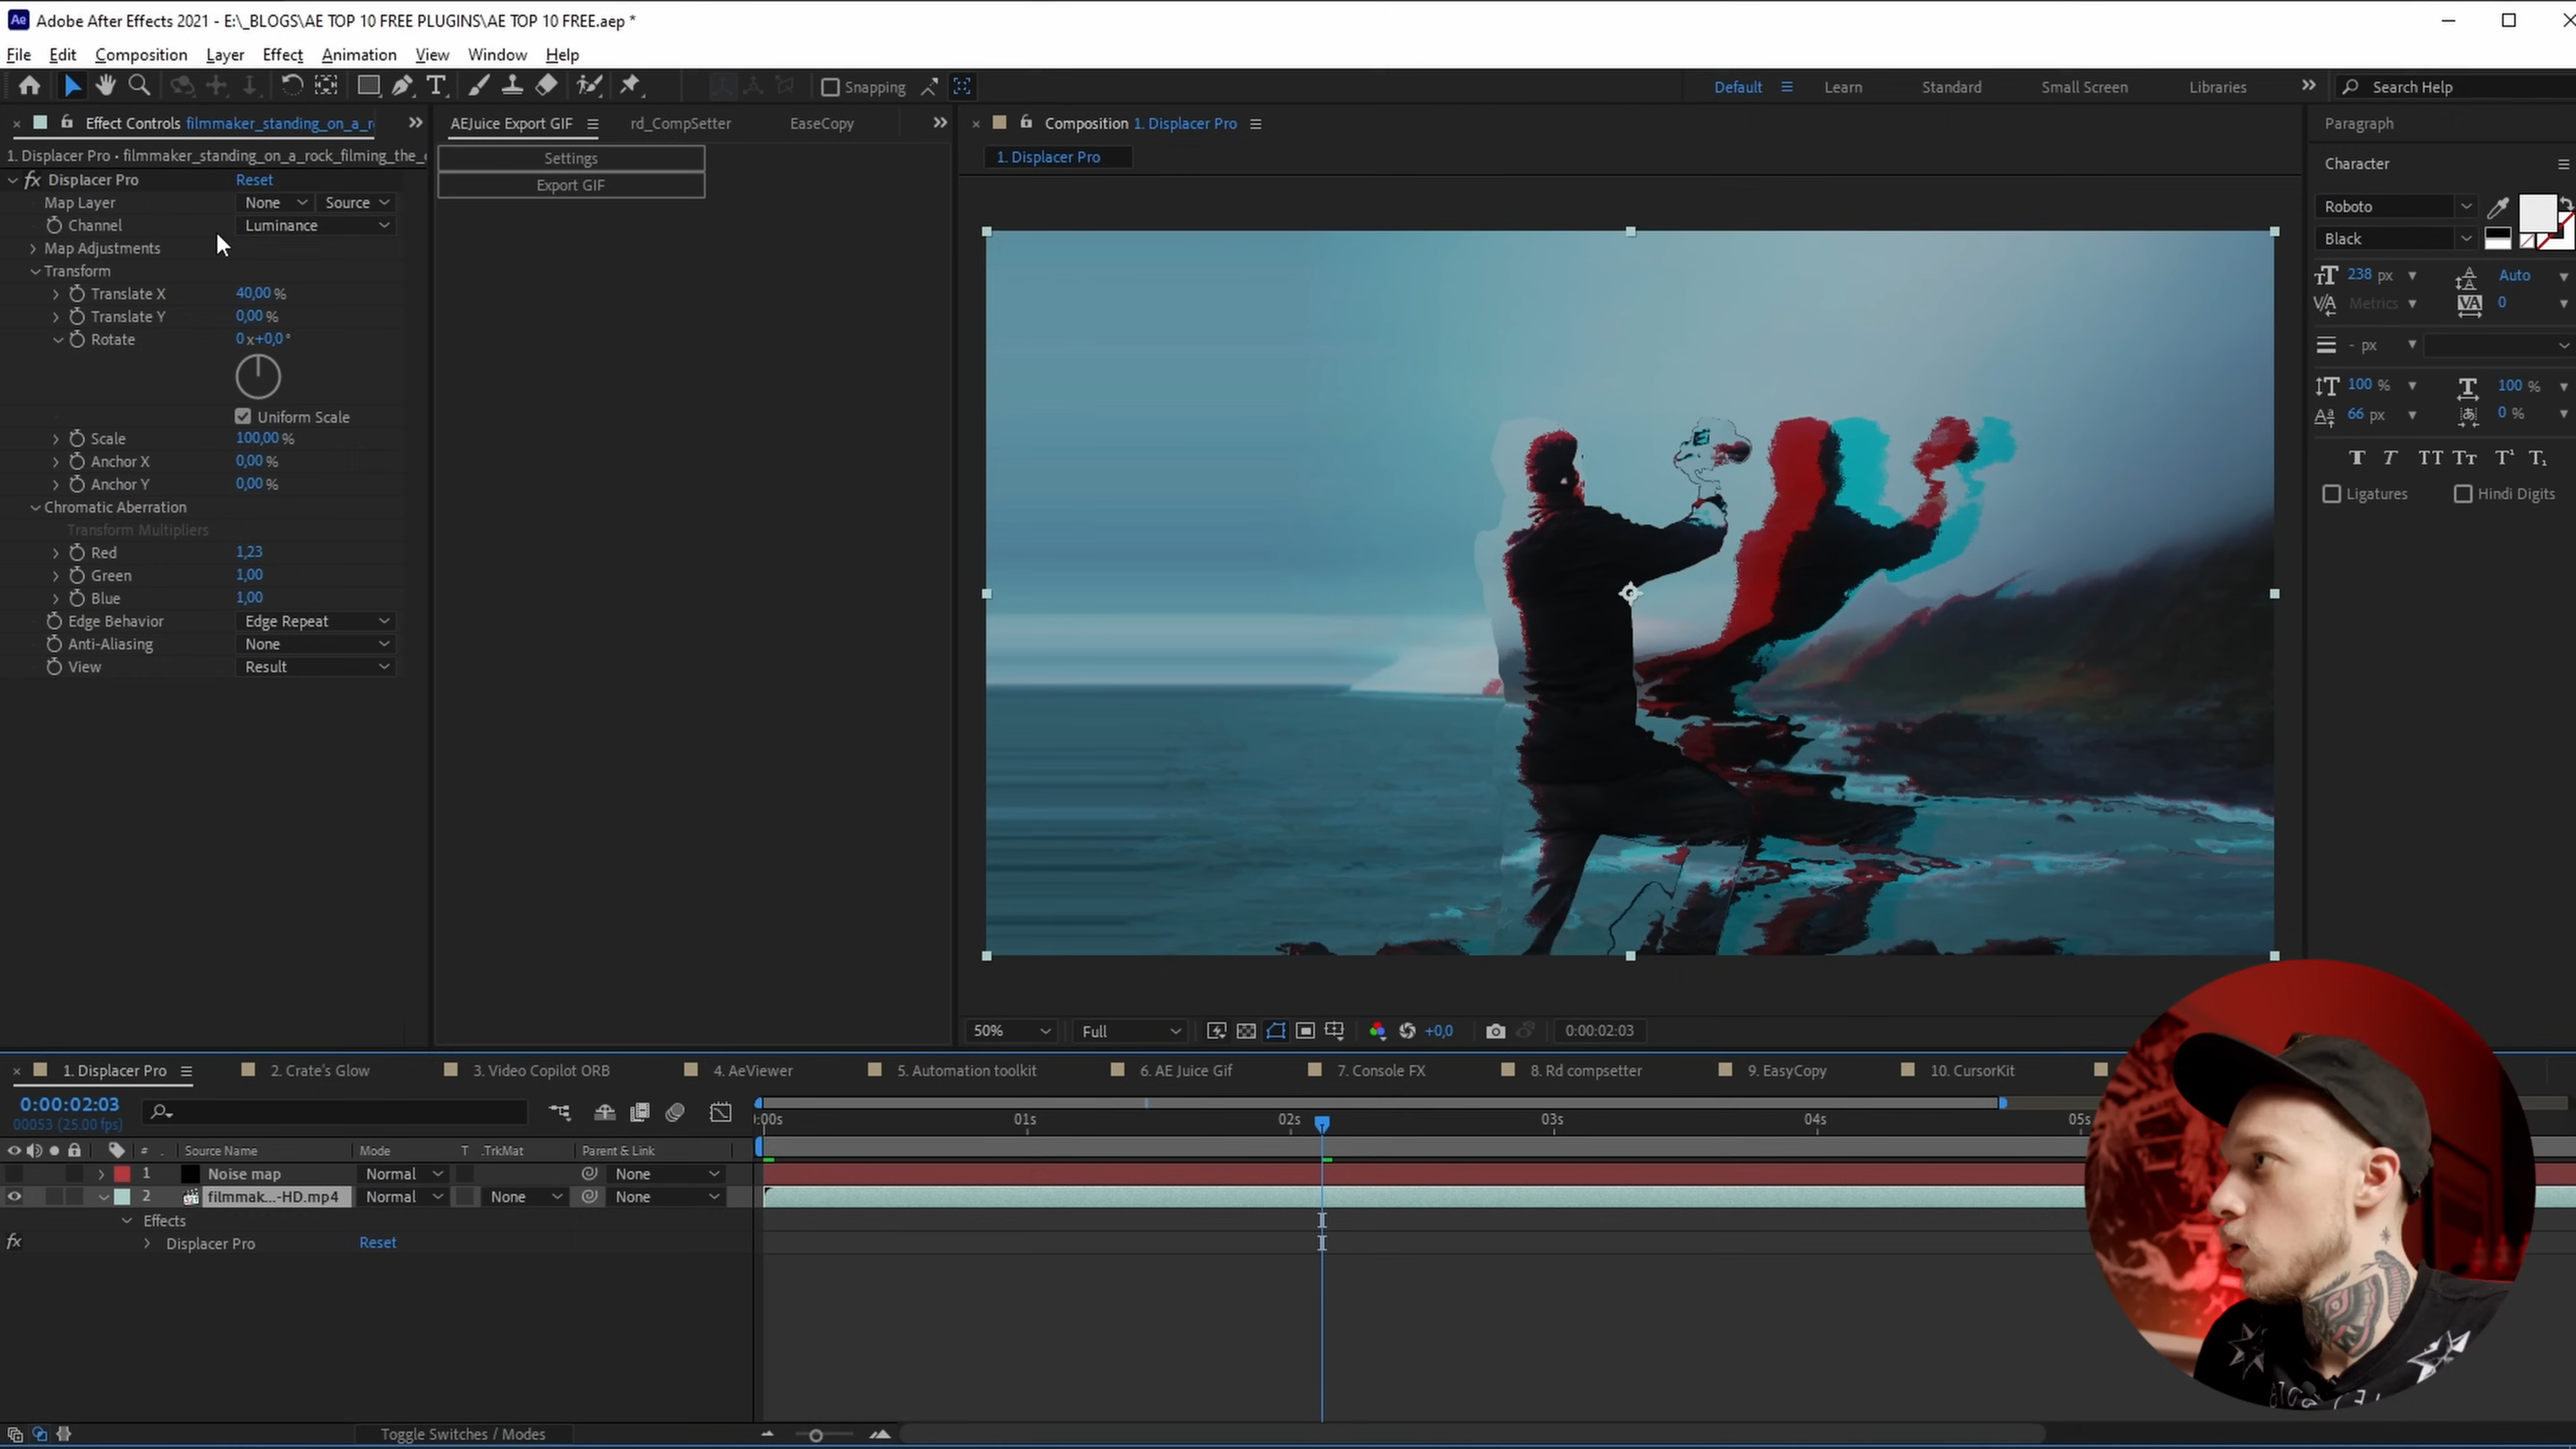 Ae Adobe After Effects 2021 - E:\_BLOGS\AE TOP 10 FREE PLUGINS\AE TOP 10 FREE.aep *
File Edit Composition Layer Effect Animation View Window Help
Snapping Default Learn Standard Small Screen Libraries Search Help
Effect Controls filmmaker_standing_on_a_r
1. Displacer Pro • filmmaker_standing_on_a_rock_filming_the_
fx Displacer Pro Reset
Map Layer None Source
Channel Luminance
Map Adjustments
Transform
Translate X 40,00 %
Translate Y 0,00 %
Rotate 0 x+0,0 °
Uniform Scale
Scale 100,00 %
Anchor X 0,00 %
Anchor Y 0,00 %
Chromatic Aberration
Transform Multipliers
Red 1,23
Green 1,00
Blue 1,00
Edge Behavior Edge Repeat
Anti-Aliasing None
View Result
AEJuice Export GIF rd_CompSetter EaseCopy
Settings
Export GIF
Composition 1. Displacer Pro
1. Displacer Pro
50% Full +0,0 0:00:02:03
Paragraph
Character
Roboto
Black
238 px Auto
Metrics 0
- px
100 % 100 %
66 px 0 %
T T TT Tт T¹ T₁
Ligatures Hindi Digits
1. Displacer Pro 2. Crate's Glow 3. Video Copilot ORB 4. AeViewer 5. Automation toolkit 6. AE Juice Gif 7. Console FX 8. Rd compsetter 9. EasyCopy 10. CursorKit
0:00:02:03
00053 (25.00 fps)
:00s 01s 02s 03s 04s 05s
# Source Name Mode T .TrkMat Parent & Link
1 Noise map Normal None
2 filmmak...-HD.mp4 Normal None None
Effects
fx Displacer Pro Reset
Toggle Switches / Modes